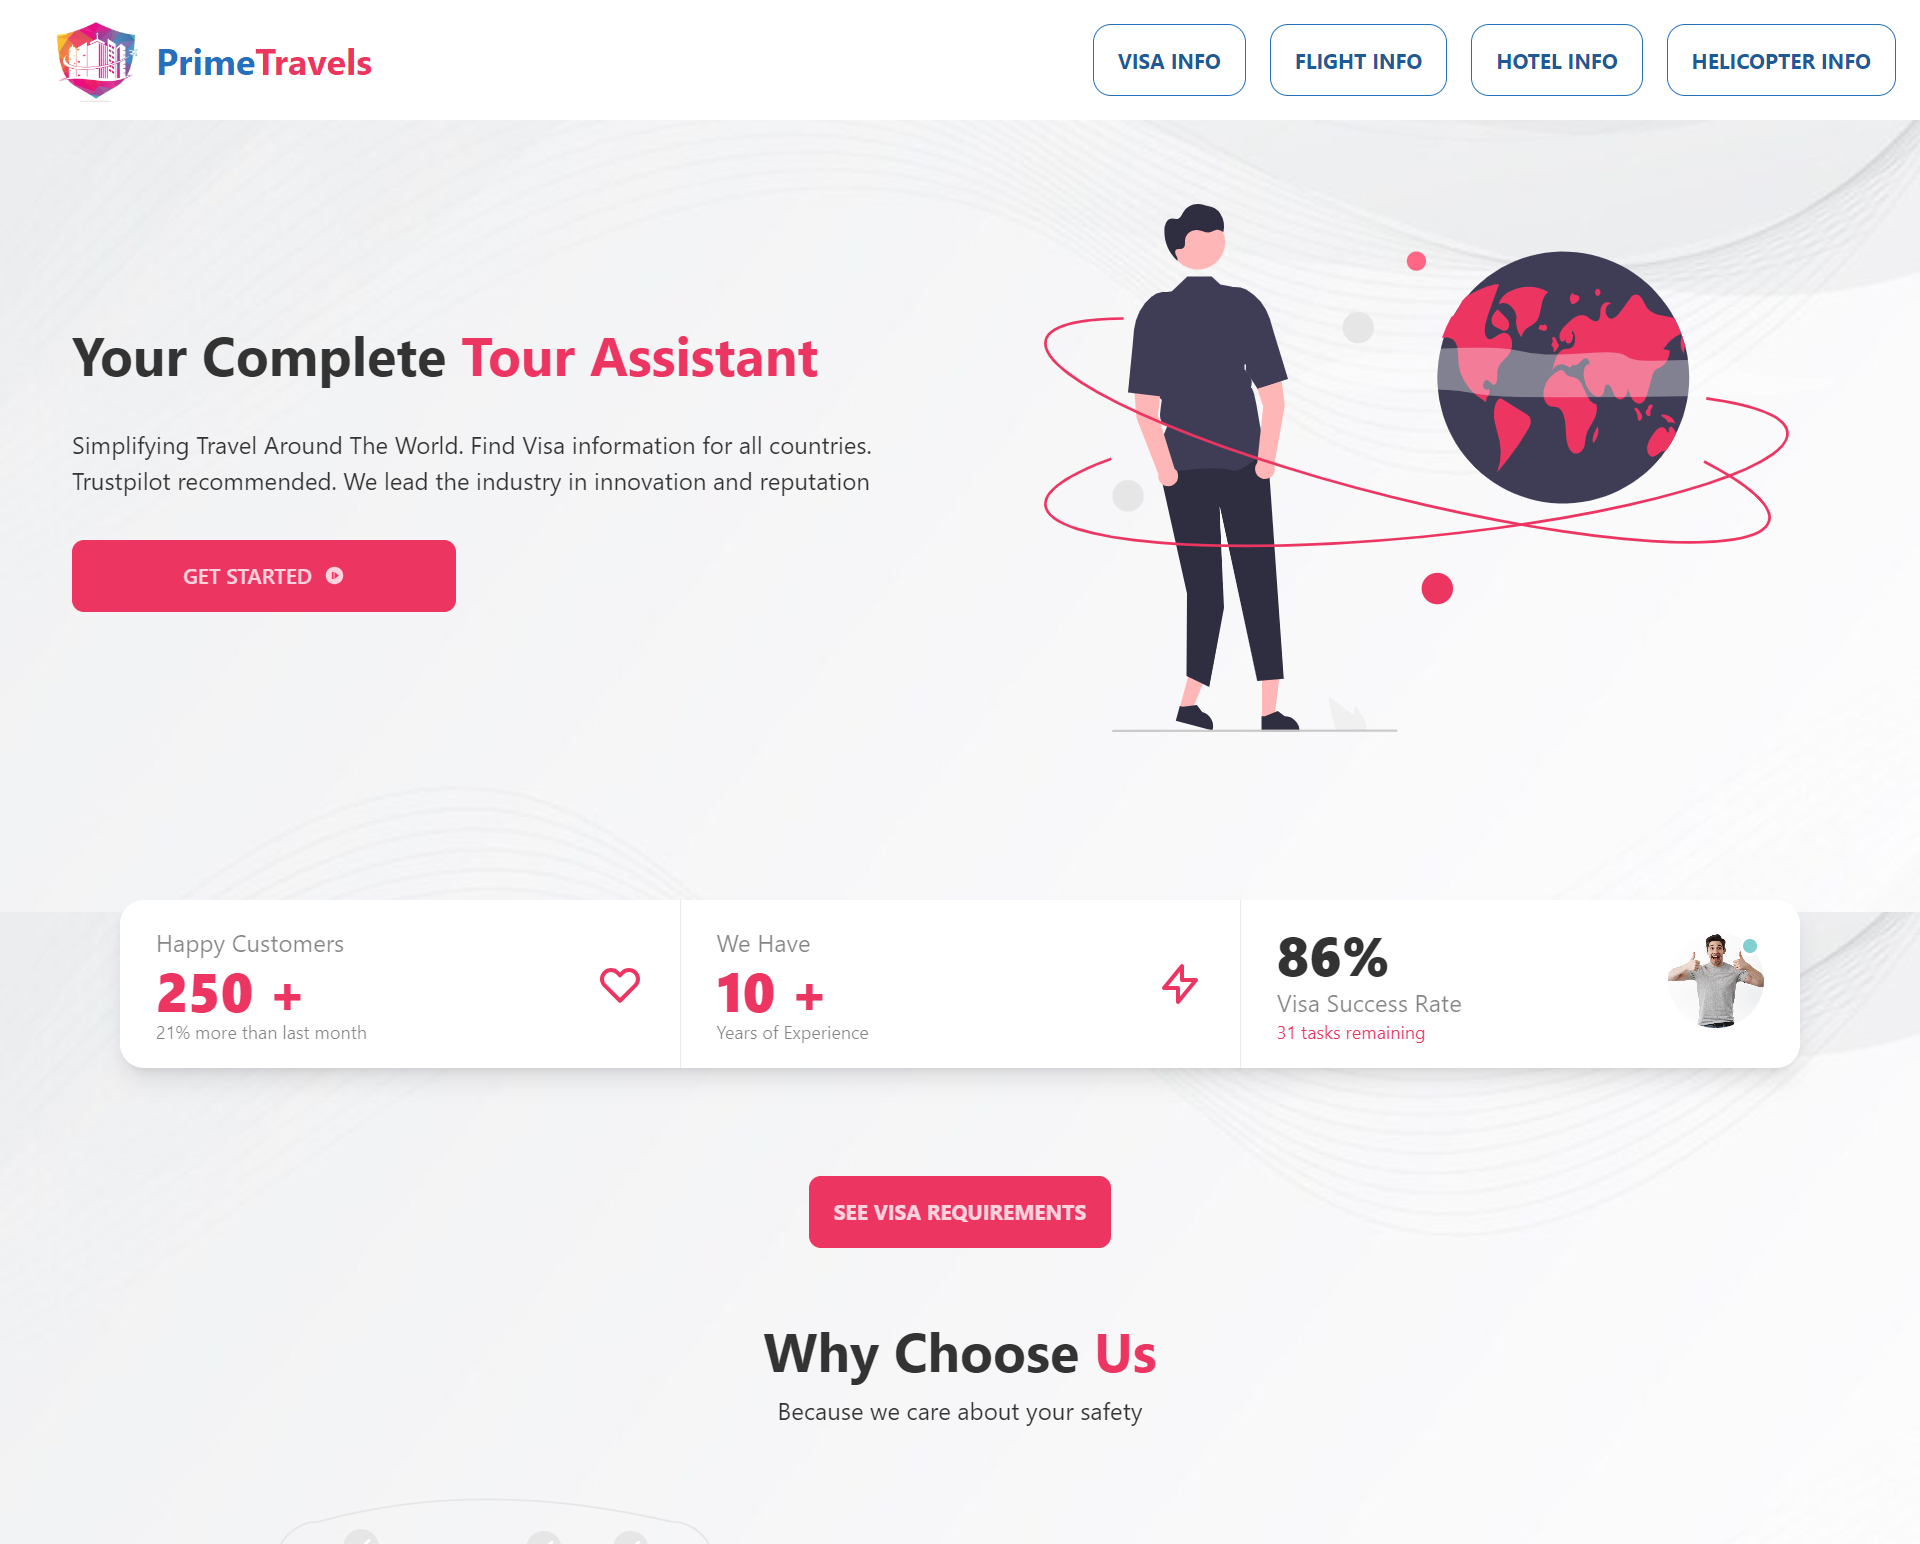 PrimeTravels
VISA INFO
FLIGHT INFO
HOTEL INFO
HELICOPTER INFO
Your Complete Tour Assistant
Simplifying Travel Around The World. Find Visa information for all countries.
Trustpilot recommended. We lead the industry in innovation and reputation
GET STARTED
Happy Customers
250 +
21% more than last month
We Have
10 +
Years of Experience
86%
Visa Success Rate
31 tasks remaining
SEE VISA REQUIREMENTS
Why Choose Us
Because we care about your safety